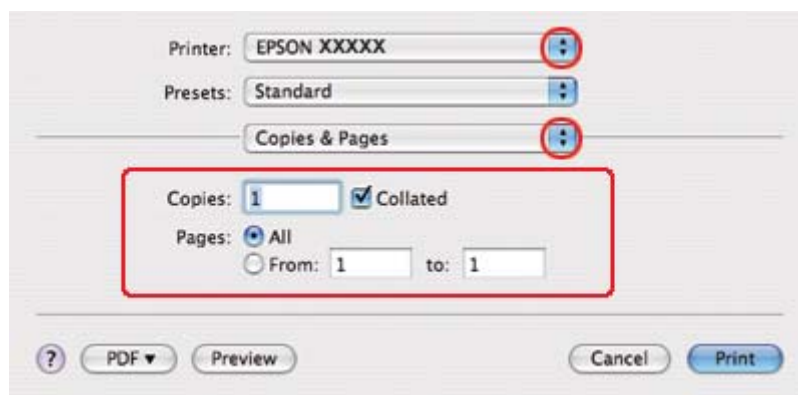 Printer: EPSON XXXXX
Presets: Standard
Copies & Pages
Copies: 1 Collated
Pages: All
From: 1 to: 1
? PDF ▼ Preview Cancel Print